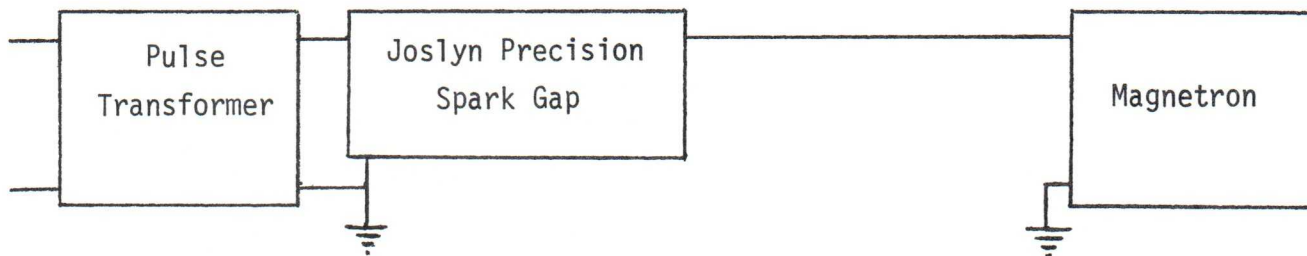 Pulse
Transformer
Joslyn Precision
Spark Gap
Magnetron